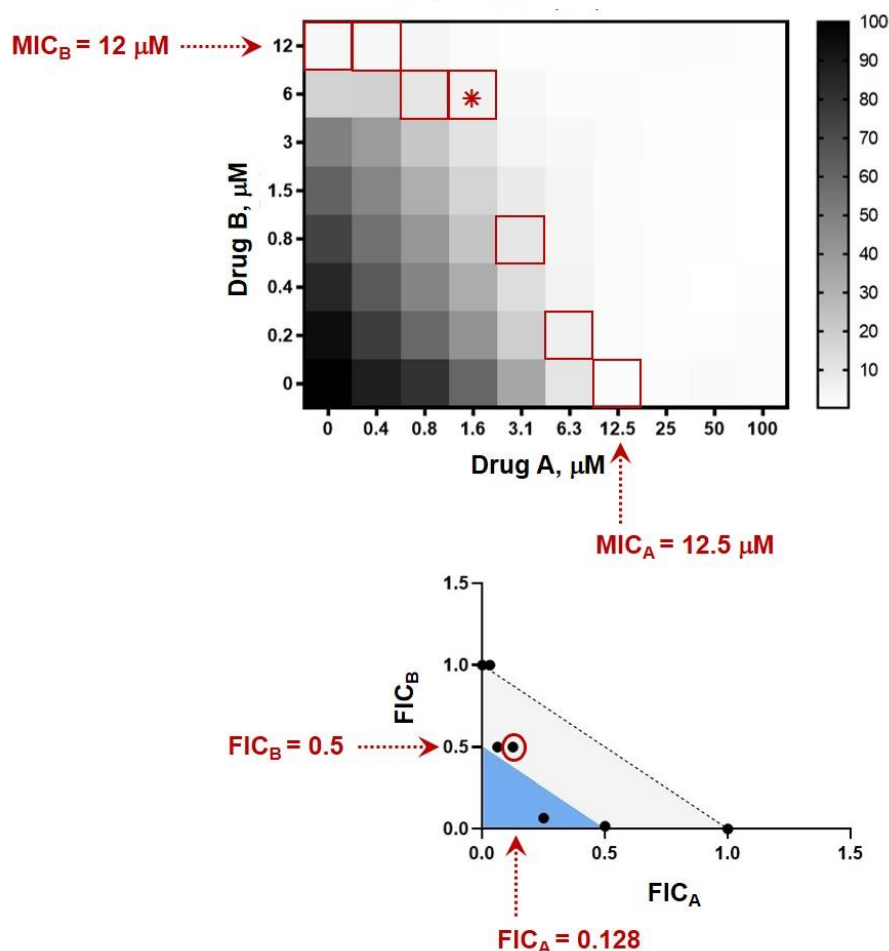 MIC_B = 12 μM
12
6
3
1.5
0.8
0.4
0.2
0
Drug B, μM
*
100
90
80
70
60
50
40
30
20
10
0 0.4 0.8 1.6 3.1 6.3 12.5 25 50 100
Drug A, μM
MIC_A = 12.5 μM
1.5
1.0
0.5
0.0
FIC_B
FIC_B = 0.5
0.0 0.5 1.0 1.5
FIC_A
FIC_A = 0.128